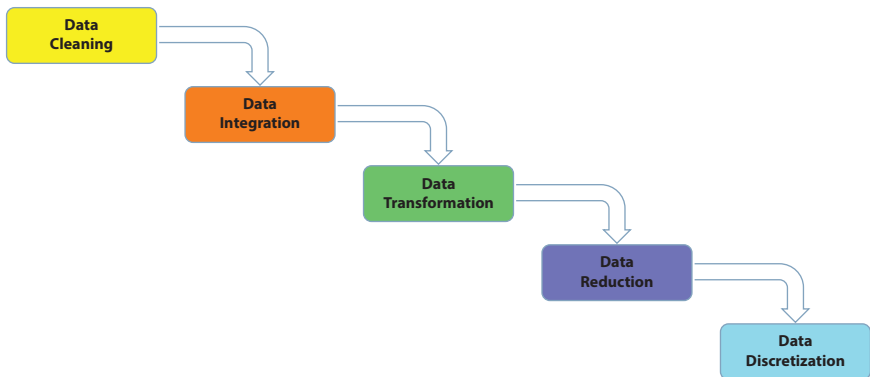 Data
Cleaning
Data
Integration
Data
Transformation
Data
Reduction
Data
Discretization